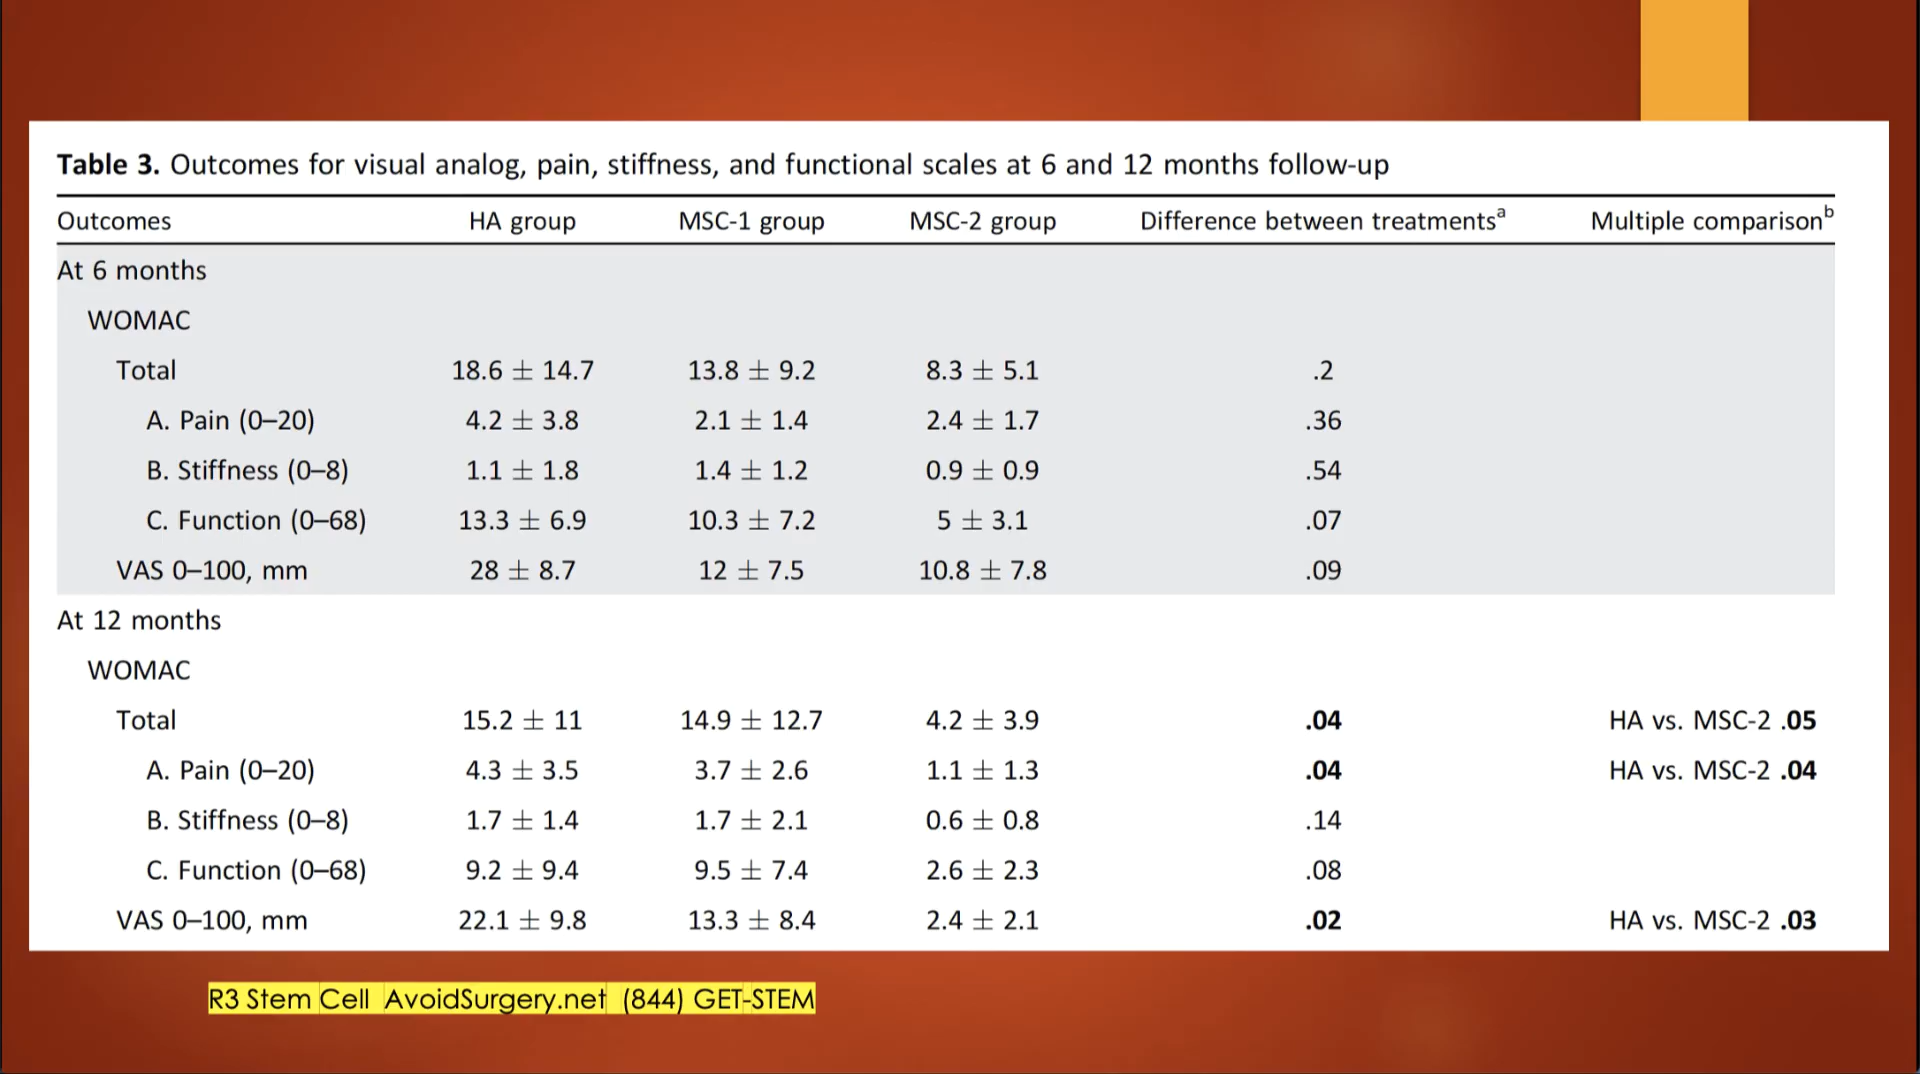 Table 3. Outcomes for visual analog, pain, stiffness, and functional scales at 6 and 12 months follow-up
Outcomes HA group MSC-1 group MSC-2 group Difference between treatmentsᵃ Multiple comparisonᵇ
At 6 months
WOMAC
Total 18.6 ± 14.7 13.8 ± 9.2 8.3 ± 5.1 .2
A. Pain (0–20) 4.2 ± 3.8 2.1 ± 1.4 2.4 ± 1.7 .36
B. Stiffness (0–8) 1.1 ± 1.8 1.4 ± 1.2 0.9 ± 0.9 .54
C. Function (0–68) 13.3 ± 6.9 10.3 ± 7.2 5 ± 3.1 .07
VAS 0–100, mm 28 ± 8.7 12 ± 7.5 10.8 ± 7.8 .09
At 12 months
WOMAC
Total 15.2 ± 11 14.9 ± 12.7 4.2 ± 3.9 .04 HA vs. MSC-2 .05
A. Pain (0–20) 4.3 ± 3.5 3.7 ± 2.6 1.1 ± 1.3 .04 HA vs. MSC-2 .04
B. Stiffness (0–8) 1.7 ± 1.4 1.7 ± 2.1 0.6 ± 0.8 .14
C. Function (0–68) 9.2 ± 9.4 9.5 ± 7.4 2.6 ± 2.3 .08
VAS 0–100, mm 22.1 ± 9.8 13.3 ± 8.4 2.4 ± 2.1 .02 HA vs. MSC-2 .03
R3 Stem Cell AvoidSurgery.net (844) GET-STEM